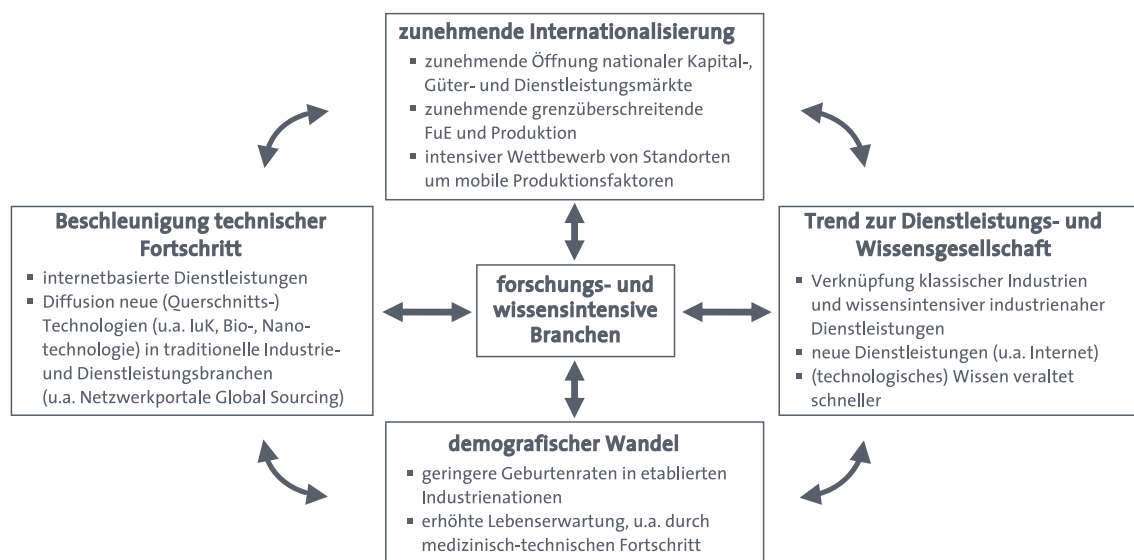 zunehmende Internationalisierung
▪ zunehmende Öffnung nationaler Kapital-,
Güter- und Dienstleistungsmärkte
▪ zunehmende grenzüberschreitende
FuE und Produktion
▪ intensiver Wettbewerb von Standorten
um mobile Produktionsfaktoren
Beschleunigung technischer
Fortschritt
▪ internetbasierte Dienstleistungen
▪ Diffusion neue (Querschnitts-)
Technologien (u.a. IuK, Bio-, Nano-
technologie) in traditionelle Industrie-
und Dienstleistungsbranchen
(u.a. Netzwerkportale Global Sourcing)
forschungs- und
wissensintensive
Branchen
Trend zur Dienstleistungs- und
Wissensgesellschaft
▪ Verknüpfung klassischer Industrien
und wissensintensiver industrienaher
Dienstleistungen
▪ neue Dienstleistungen (u.a. Internet)
▪ (technologisches) Wissen veraltet
schneller
demografischer Wandel
▪ geringere Geburtenraten in etablierten
Industrienationen
▪ erhöhte Lebenserwartung, u.a. durch
medizinisch-technischen Fortschritt